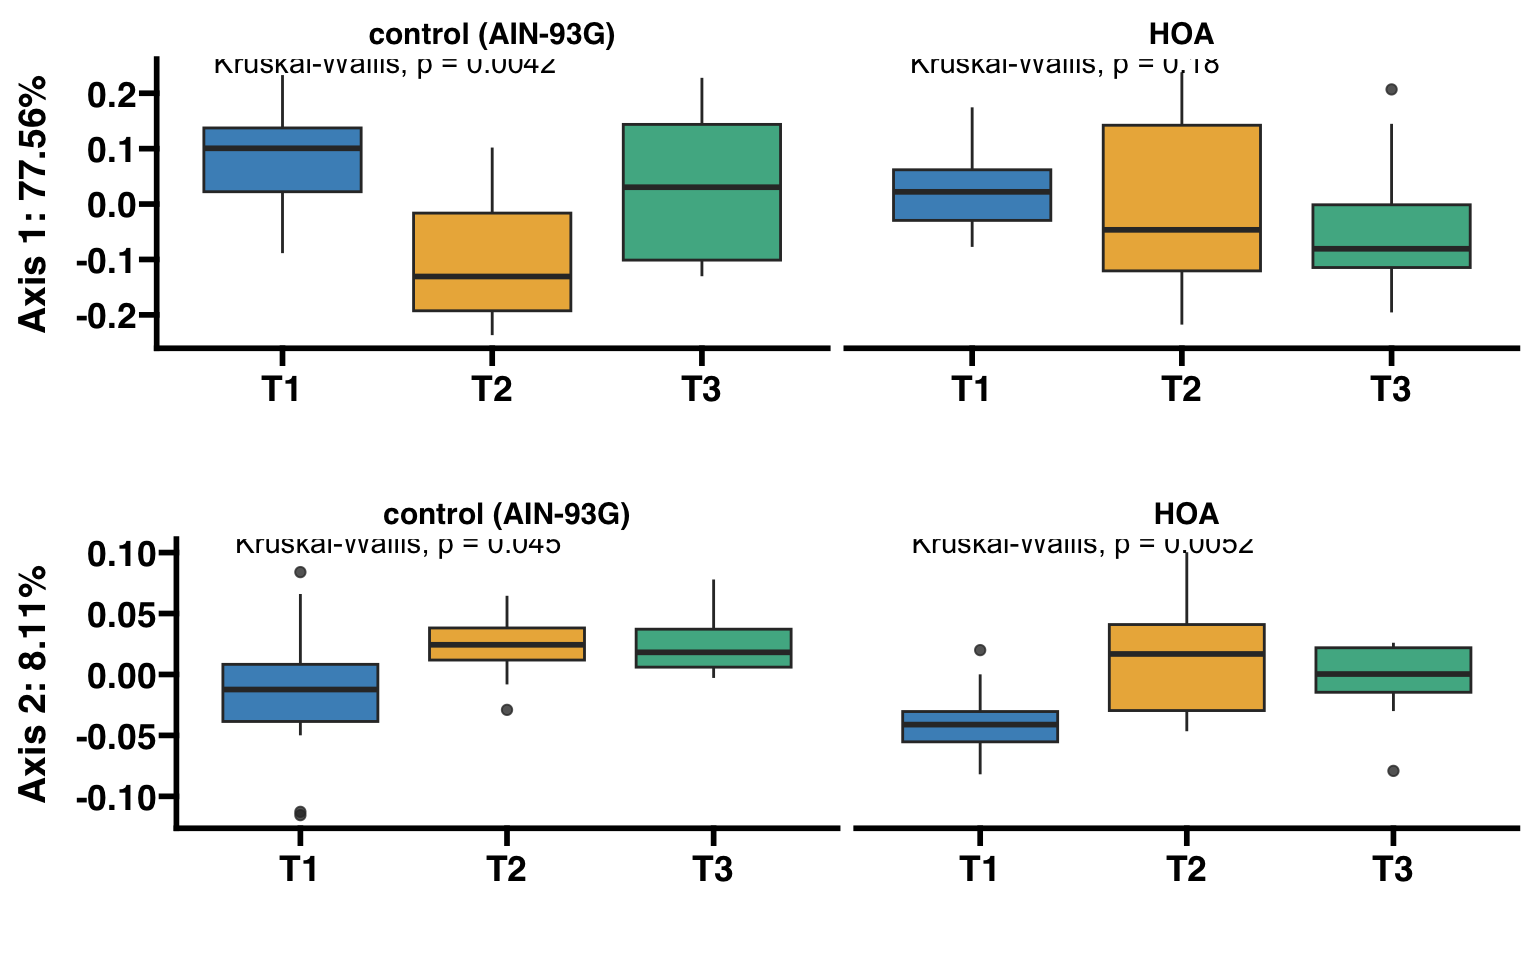 control (AIN-93G) HOA
Kruskal-Wallis, p = 0.0042 Kruskal-Wallis, p = 0.18
Axis 1: 77.56%
0.2
0.1
0.0
-0.1
-0.2
T1 T2 T3 T1 T2 T3
control (AIN-93G) HOA
Kruskal-Wallis, p = 0.045 Kruskal-Wallis, p = 0.0052
Axis 2: 8.11%
0.10
0.05
0.00
-0.05
-0.10
T1 T2 T3 T1 T2 T3